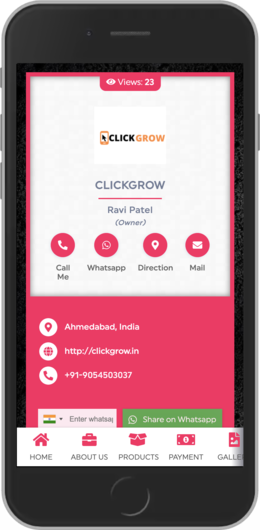 Views: 23
CLICKGROW
CLICKGROW
Ravi Patel
(Owner)
Call Me
Whatsapp
Direction
Mail
Ahmedabad, India
http://clickgrow.in
+91-9054503037
Enter whatsap
Share on Whatsapp
HOME
ABOUT US
PRODUCTS
PAYMENT
GALLE